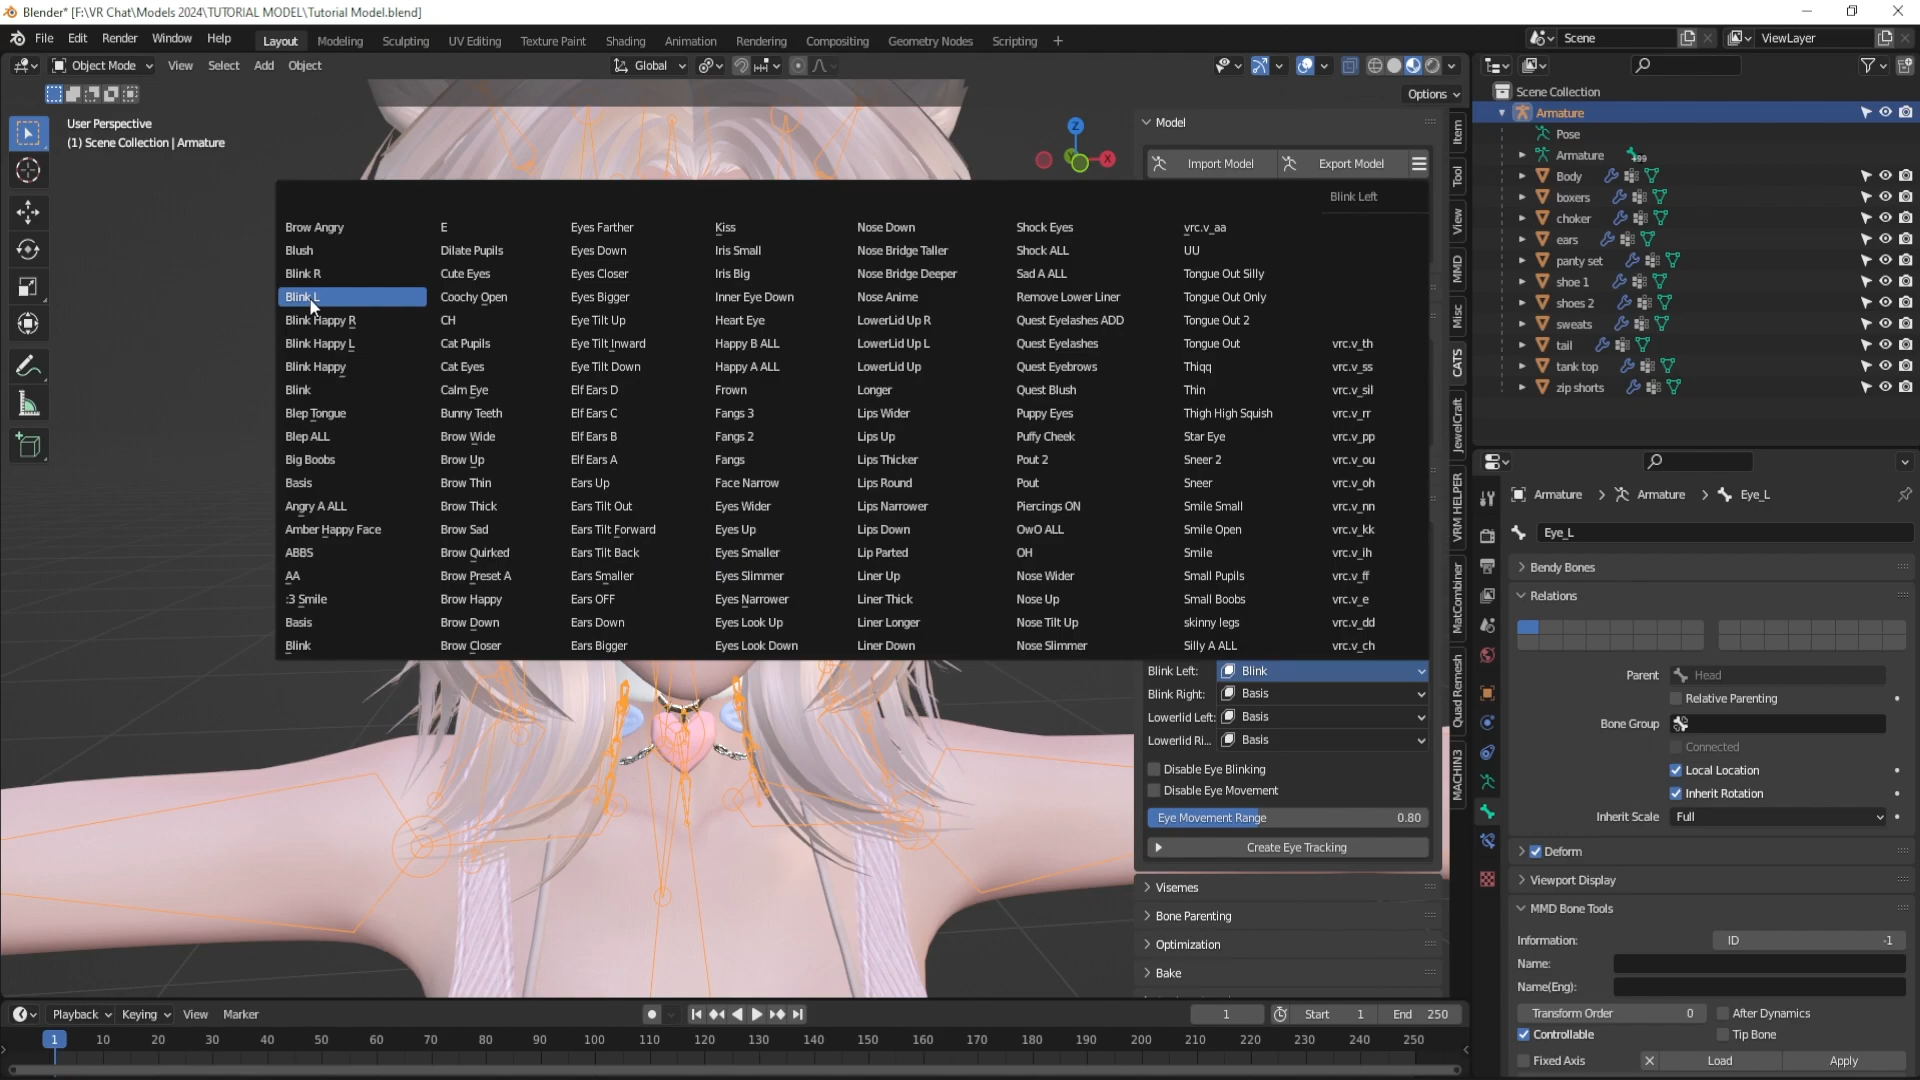 Blender* [F:\VR Chat\Models 2024\TUTORIAL MODEL\Tutorial Model.blend]
File Edit Render Window Help Layout Modeling Sculpting UV Editing Texture Paint Shading Animation Rendering Compositing Geometry Nodes Scripting + Scene ViewLayer
Object Mode View Select Add Object Global
Options
User Perspective
(1) Scene Collection | Armature
Z
X
Model
Import Model Export Model
Blink Left
Brow Angry E Eyes Farther Kiss Nose Down Shock Eyes vrc.v_aa
Blush Dilate Pupils Eyes Down Iris Small Nose Bridge Taller Shock ALL UU
Blink R Cute Eyes Eyes Closer Iris Big Nose Bridge Deeper Sad A ALL Tongue Out Silly
Blink L Coochy Open Eyes Bigger Inner Eye Down Nose Anime Remove Lower Liner Tongue Out Only
Blink Happy R CH Eye Tilt Up Heart Eye LowerLid Up R Quest Eyelashes ADD Tongue Out 2
Blink Happy L Cat Pupils Eye Tilt Inward Happy B ALL LowerLid Up L Quest Eyelashes Tongue Out vrc.v_th
Blink Happy Cat Eyes Eye Tilt Down Happy A ALL LowerLid Up Quest Eyebrows Thiqq vrc.v_ss
Blink Calm Eye Elf Ears D Frown Longer Quest Blush Thin vrc.v_sil
Blep Tongue Bunny Teeth Elf Ears C Fangs 3 Lips Wider Puppy Eyes Thigh High Squish vrc.v_rr
Blep ALL Brow Wide Elf Ears B Fangs 2 Lips Up Puffy Cheek Star Eye vrc.v_pp
Big Boobs Brow Up Elf Ears A Fangs Lips Thicker Pout 2 Sneer 2 vrc.v_ou
Basis Brow Thin Ears Up Face Narrow Lips Round Pout Sneer vrc.v_oh
Angry A ALL Brow Thick Ears Tilt Out Eyes Wider Lips Narrower Piercings ON Smile Small vrc.v_nn
Amber Happy Face Brow Sad Ears Tilt Forward Eyes Up Lips Down OwO ALL Smile Open vrc.v_kk
ABBS Brow Quirked Ears Tilt Back Eyes Smaller Lip Parted OH Smile vrc.v_ih
AA Brow Preset A Ears Smaller Eyes Slimmer Liner Up Nose Wider Small Pupils vrc.v_ff
:3 Smile Brow Happy Ears OFF Eyes Narrower Liner Thick Nose Up Small Boobs vrc.v_e
Basis Brow Down Ears Down Eyes Look Up Liner Longer Nose Tilt Up skinny legs vrc.v_dd
Blink Brow Closer Ears Bigger Eyes Look Down Liner Down Nose Slimmer Silly A ALL vrc.v_ch
Blink Left: Blink
Blink Right: Basis
Lowerlid Left: Basis
Lowerlid Ri... Basis
Disable Eye Blinking
Disable Eye Movement
Eye Movement Range 0.80
Create Eye Tracking
Visemes
Bone Parenting
Optimization
Bake
Item
Tool
View
MMD
Misc
CATS
JewelCraft
VRM HELPER
MatCombiner
Quad Remesh
MACHIN3
Scene Collection
Armature
Pose
Armature 99
Body
boxers
choker
ears
panty set
shoe 1
shoes 2
sweats
tail
tank top
zip shorts
Armature Armature Eye_L
Eye_L
Bendy Bones
Relations
Parent Head
Relative Parenting
Bone Group
Connected
Local Location
Inherit Rotation
Inherit Scale Full
Deform
Viewport Display
MMD Bone Tools
Information: ID -1
Name:
Name(Eng):
Transform Order 0 After Dynamics
Controllable Tip Bone
Fixed Axis Load Apply
Playback Keying View Marker 1 Start 1 End 250
1 10 20 30 40 50 60 70 80 90 100 110 120 130 140 150 160 170 180 190 200 210 220 230 240 250